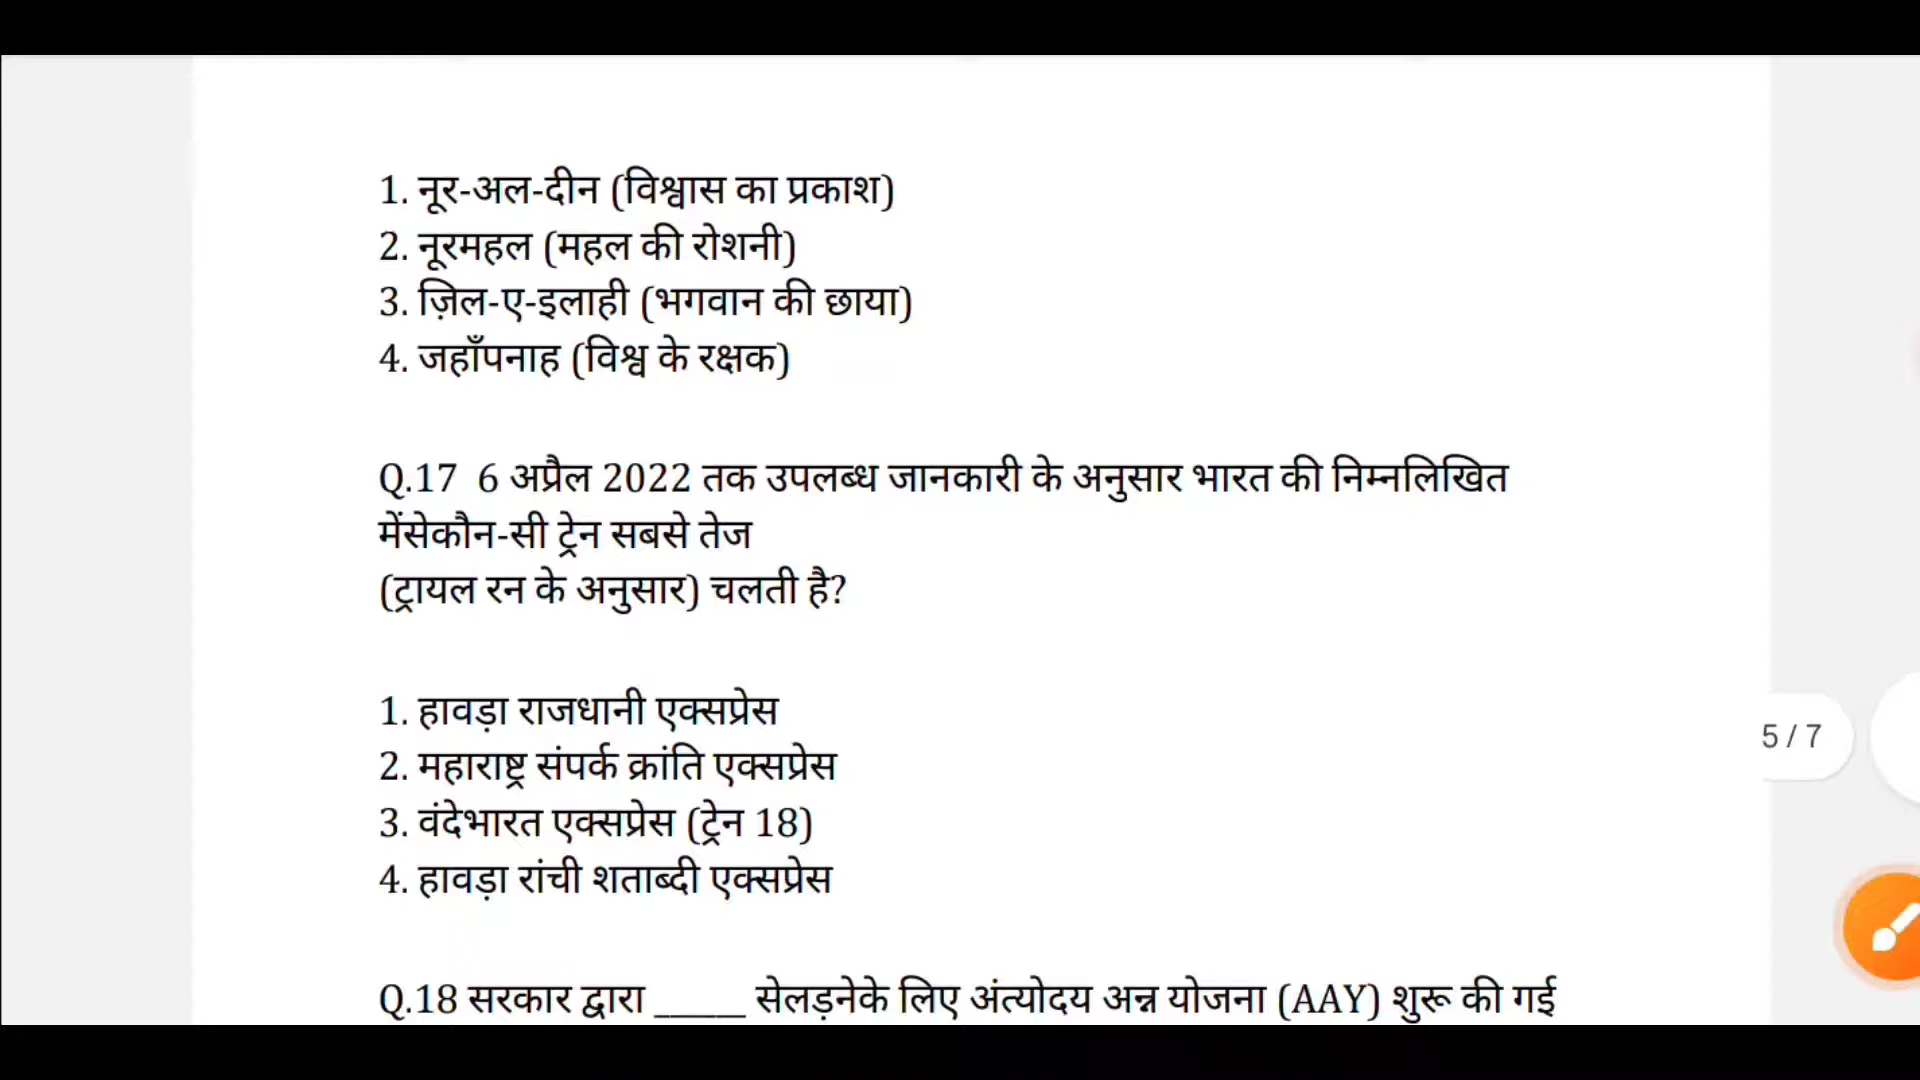 1. नूर-अल-दीन (विश्वास का प्रकाश)
2. नूरमहल (महल की रोशनी)
3. ज़िल-ए-इलाही (भगवान की छाया)
4. जहाँपनाह (विश्व के रक्षक)
Q.17 6 अप्रैल 2022 तक उपलब्ध जानकारी के अनुसार भारत की निम्नलिखित
मेंसेकौन-सी ट्रेन सबसे तेज
(ट्रायल रन के अनुसार) चलती है?
1. हावड़ा राजधानी एक्सप्रेस
2. महाराष्ट्र संपर्क क्रांति एक्सप्रेस
5 / 7
3. वंदेभारत एक्सप्रेस (ट्रेन 18)
4. हावड़ा रांची शताब्दी एक्सप्रेस
Q.18 सरकार द्वारा _____ सेलड़नेके लिए अंत्योदय अन्न योजना (AAY) शुरू की गई